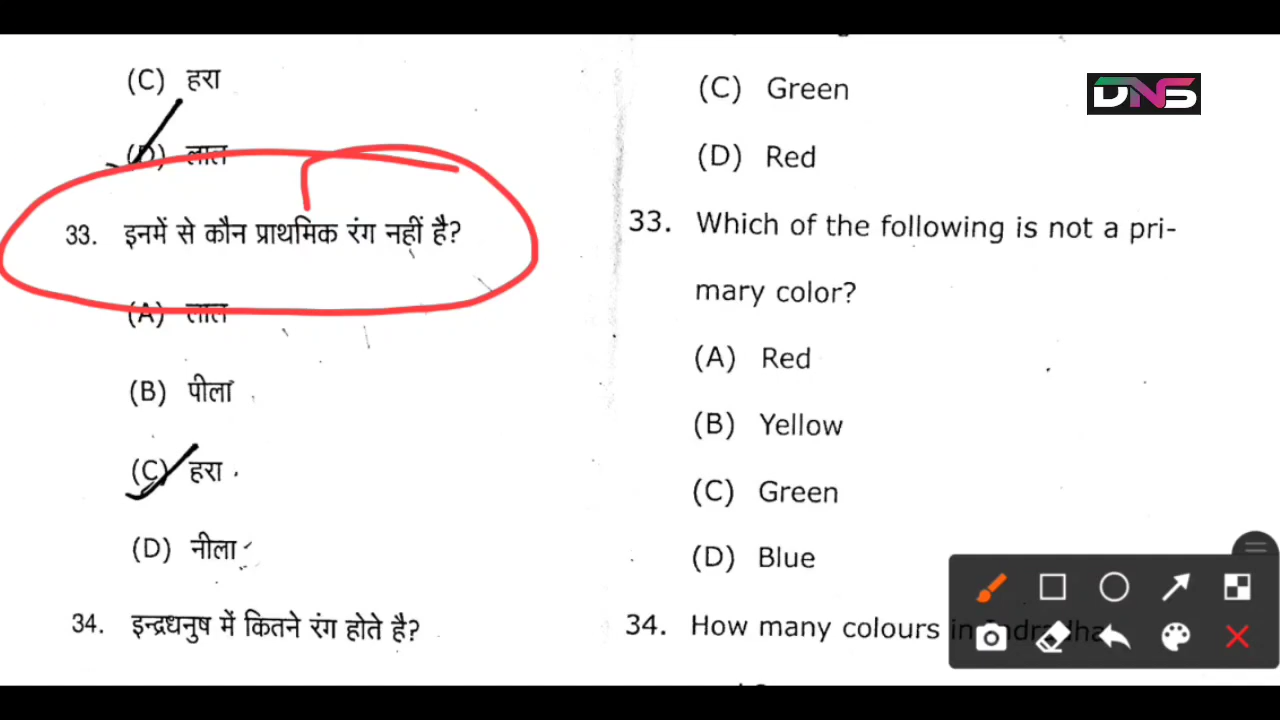 (C) हरा
(D) लाल
33. इनमें से कौन प्राथमिक रंग नहीं है?
(A) लाल
(B) पीला
(C) हरा
(D) नीला
34. इन्द्रधनुष में कितने रंग होते है?
(C) Green
(D) Red
33. Which of the following is not a pri-
mary color?
(A) Red
(B) Yellow
(C) Green
(D) Blue
34. How many colours in
DNS